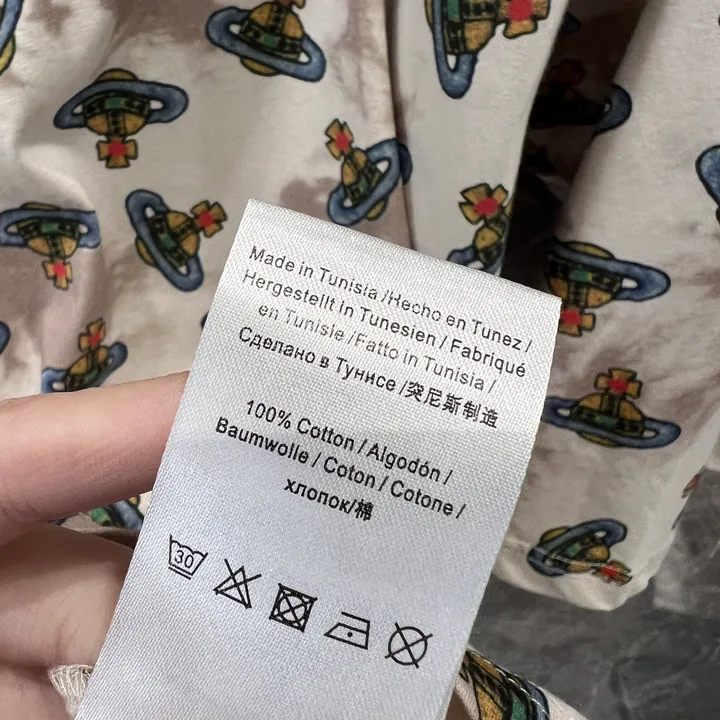 Made in Tunisia /Hecho en Tunez /
Hergestellt in Tunesien / Fabriqué
en Tunisie /Fatto in Tunisia /
Сделано в Тунисе /突尼斯制造
100% Cotton / Algodón /
Baumwolle / Coton / Cotone /
хлопок/棉
30